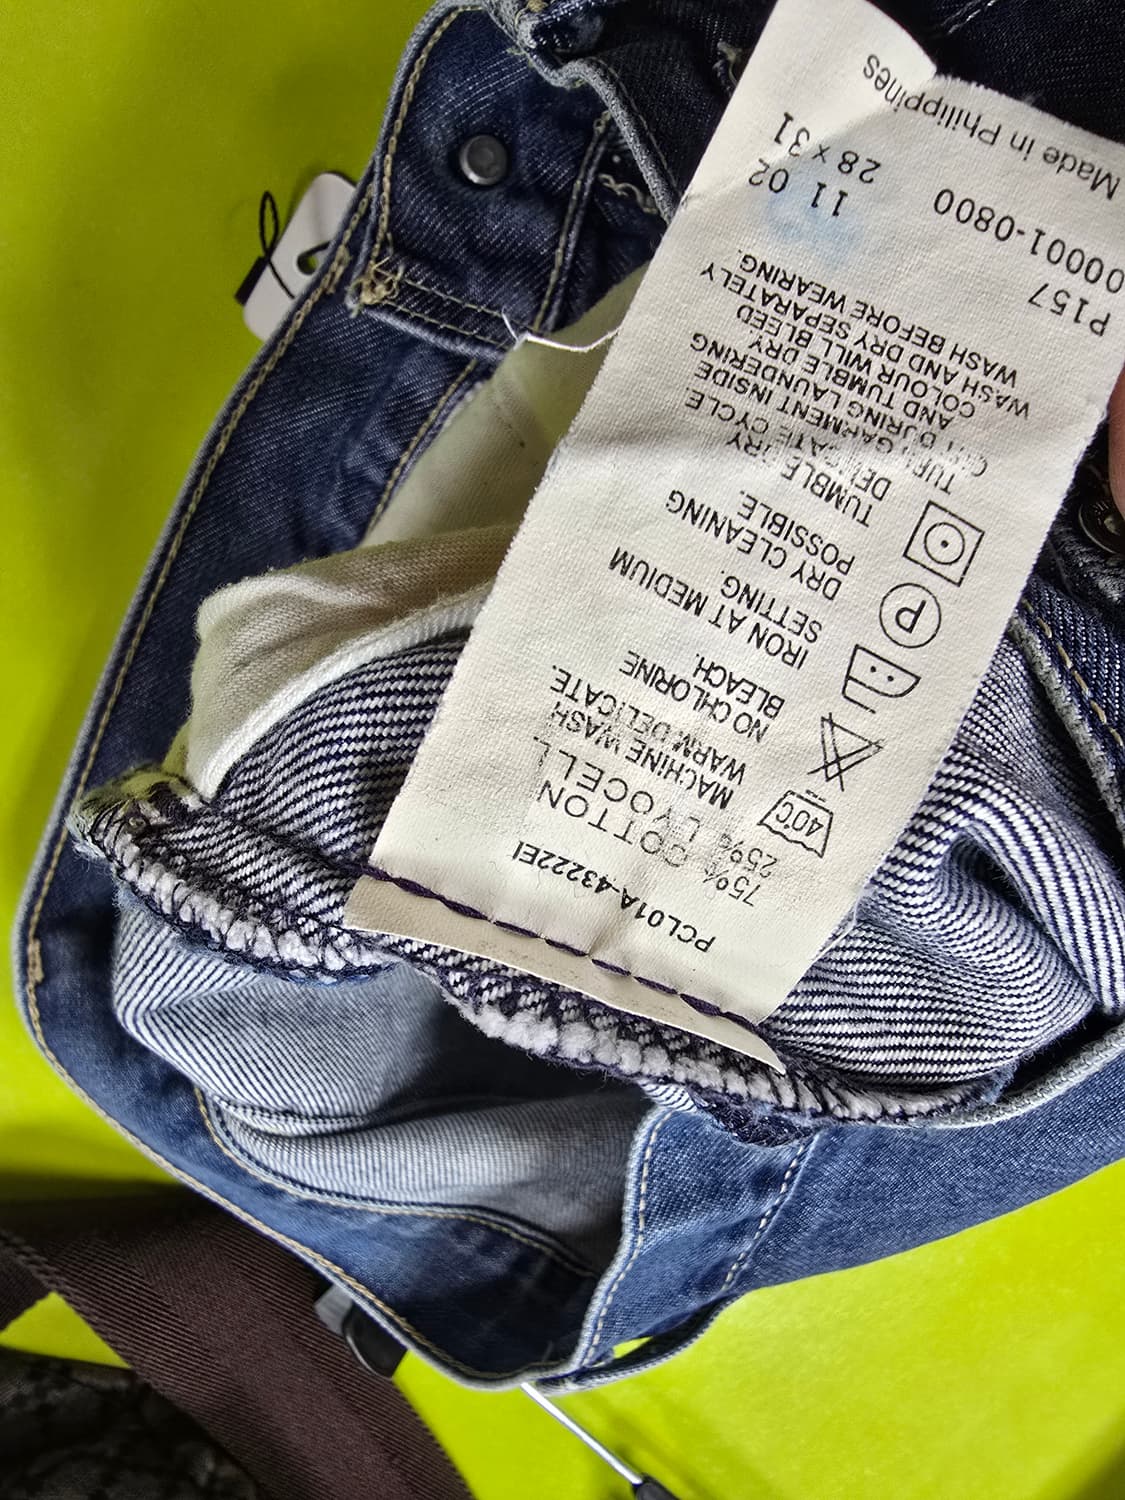 PCL01A-43222EI
75% COTTON
25% LYOCELL
40°C
MACHINE WASH
WARM DELICATE.
NO CHLORINE
BLEACH.
IRON AT MEDIUM
SETTING.
P
DRY CLEANING
POSSIBLE.
TUMBLE DRY
DELICATE CYCLE
TURN GARMENT INSIDE
OUT DURING LAUNDERING
AND TUMBLE DRY.
COLOUR WILL BLEED
WASH AND DRY SEPARATELY
WASH BEFORE WEARING.
P157
00001-0800
11 02
28 x 31
Made in Philippines